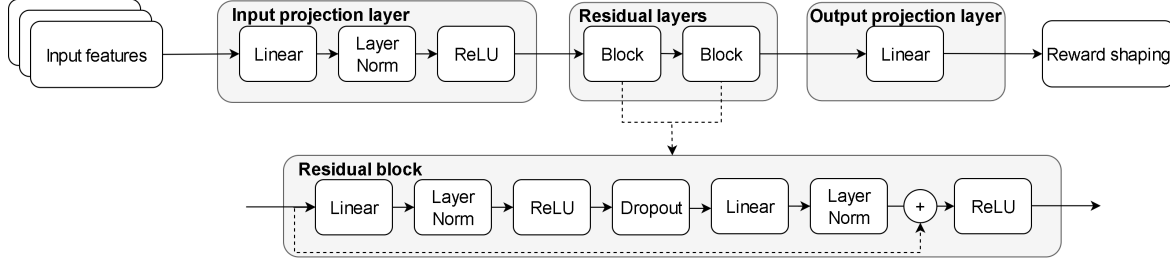 Input projection layer
Residual layers
Output projection layer
Input features
Linear
Layer
Norm
ReLU
Block
Block
Linear
Reward shaping
Residual block
Linear
Layer
Norm
ReLU
Dropout
Linear
Layer
Norm
+
ReLU